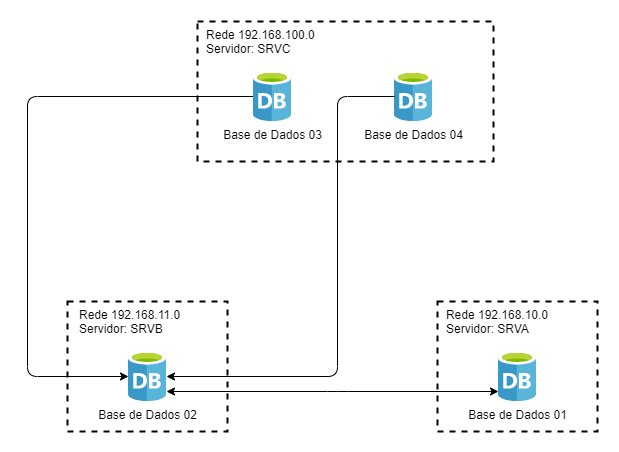 Rede 192.168.100.0
Servidor: SRVC
DB
DB
Base de Dados 03
Base de Dados 04
Rede 192.168.11.0
Servidor: SRVB
DB
Base de Dados 02
Rede 192.168.10.0
Servidor: SRVA
DB
Base de Dados 01